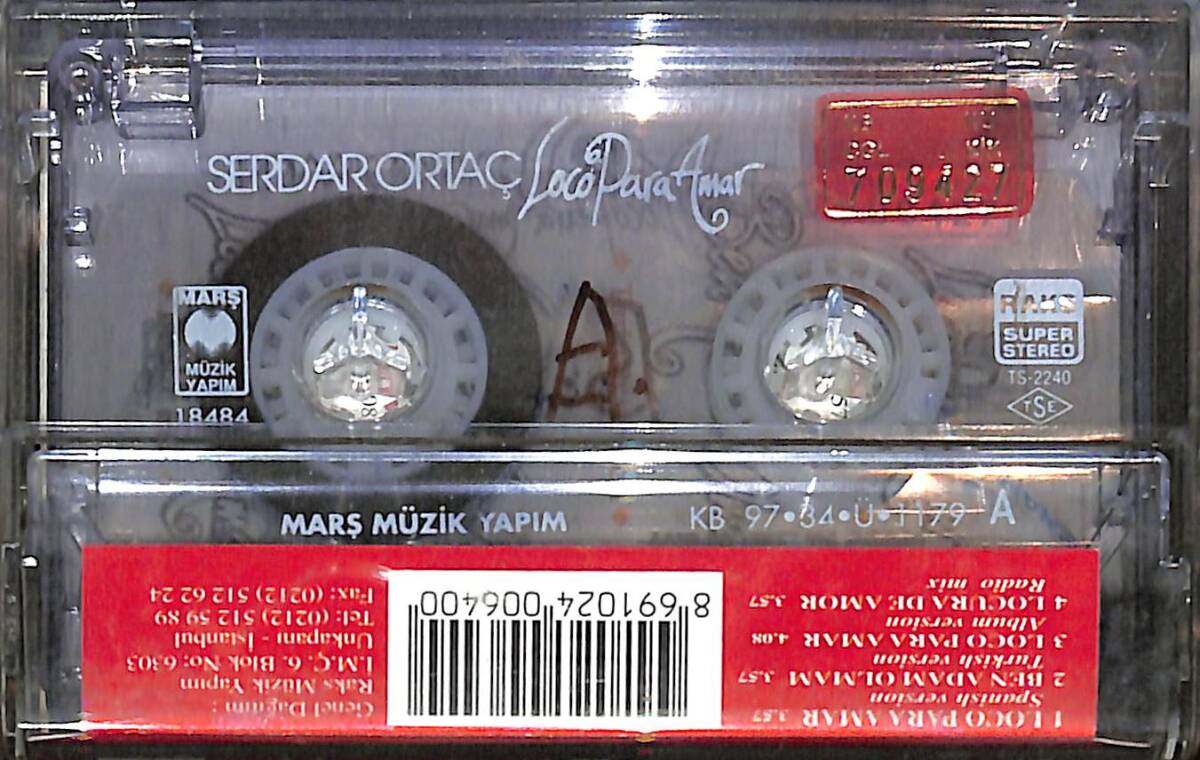 SERDAR ORTAÇ Loco Para Amar
709427
MARŞ
MÜZİK
YAPIM
18484
A.
RAKS
SUPER
STEREO
TS-2240
TSE
MARŞ MÜZİK YAPIM
KB 97•34•Ü•1179 A
1 LOCO PARA AMAR 3.57
Spanish version
2 BEN ADAM OLMAM 3.57
Turkish version
3 LOCO PARA AMAR 4.08
Album version
4 LOCURA DE AMOR 3.57
Radio mix
8 691024 006400
Genel Dağıtım :
Raks Müzik Yapım
I.M.Ç. 6. Blok No: 6303
Unkapanı - İstanbul
Tel: (0212) 512 59 89
Fax: (0212) 512 62 24